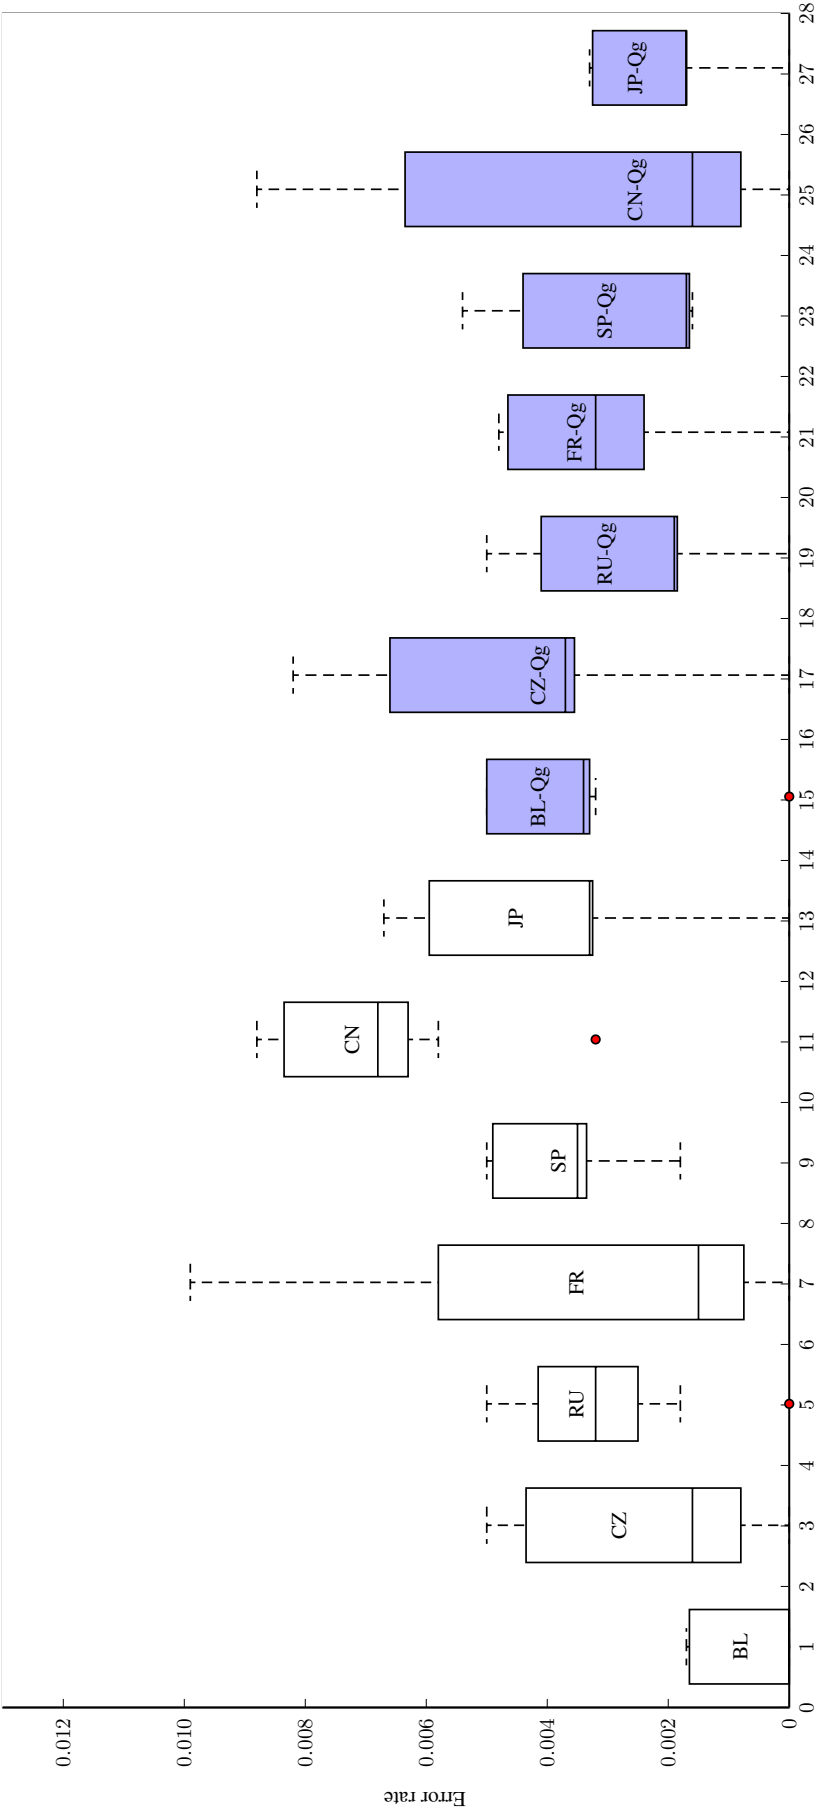 Error rate
0.012
0.010
0.008
0.006
0.004
0.002
0
BL
CZ
RU
FR
SP
CN
JP
BL-Qg
CZ-Qg
RU-Qg
FR-Qg
SP-Qg
CN-Qg
JP-Qg
0 1 2 3 4 5 6 7 8 9 10 11 12 13 14 15 16 17 18 19 20 21 22 23 24 25 26 27 28